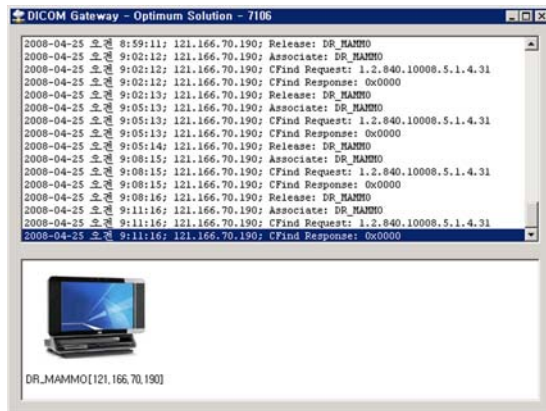 DICOM Gateway - Optimum Solution - 7106
2008-04-25 오전 8:59:11; 121.166.70.190; Release: DR_MAMMO
2008-04-25 오전 9:02:12; 121.166.70.190; Associate: DR_MAMMO
2008-04-25 오전 9:02:12; 121.166.70.190; CFind Request: 1.2.840.10008.5.1.4.31
2008-04-25 오전 9:02:12; 121.166.70.190; CFind Response: 0x0000
2008-04-25 오전 9:02:13; 121.166.70.190; Release: DR_MAMMO
2008-04-25 오전 9:05:13; 121.166.70.190; Associate: DR_MAMMO
2008-04-25 오전 9:05:13; 121.166.70.190; CFind Request: 1.2.840.10008.5.1.4.31
2008-04-25 오전 9:05:13; 121.166.70.190; CFind Response: 0x0000
2008-04-25 오전 9:05:14; 121.166.70.190; Release: DR_MAMMO
2008-04-25 오전 9:08:15; 121.166.70.190; Associate: DR_MAMMO
2008-04-25 오전 9:08:15; 121.166.70.190; CFind Request: 1.2.840.10008.5.1.4.31
2008-04-25 오전 9:08:15; 121.166.70.190; CFind Response: 0x0000
2008-04-25 오전 9:08:16; 121.166.70.190; Release: DR_MAMMO
2008-04-25 오전 9:11:16; 121.166.70.190; Associate: DR_MAMMO
2008-04-25 오전 9:11:16; 121.166.70.190; CFind Request: 1.2.840.10008.5.1.4.31
2008-04-25 오전 9:11:16; 121.166.70.190; CFind Response: 0x0000
DR_MAMMO[121,166,70,190]